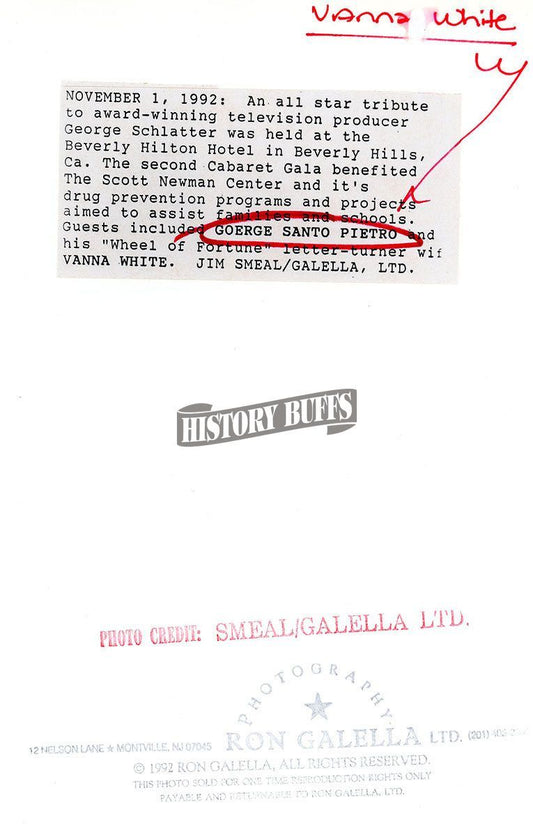 Vanna White
NOVEMBER 1, 1992: An all star tribute
to award-winning television producer
George Schlatter was held at the
Beverly Hilton Hotel in Beverly Hills,
Ca. The second Cabaret Gala benefited
The Scott Newman Center and it's
drug prevention programs and projects
aimed to assist families and schools.
Guests included GOERGE SANTO PIETRO and
his "Wheel of Fortune" letter-turner wif
VANNA WHITE. JIM SMEAL/GALELLA, LTD.
HISTORY BUFFS
PHOTO CREDIT: SMEAL/GALELLA LTD.
PHOTOGRAPHY
12 NELSON LANE ★ MONTVILLE, NJ 07045 RON GALELLA LTD. (201)
© 1992 RON GALELLA, ALL RIGHTS RESERVED.
THIS PHOTO SOLD FOR ONE TIME REPRODUCTION RIGHTS ONLY
PAYABLE AND RETURNABLE TO RON GALELLA, LTD.